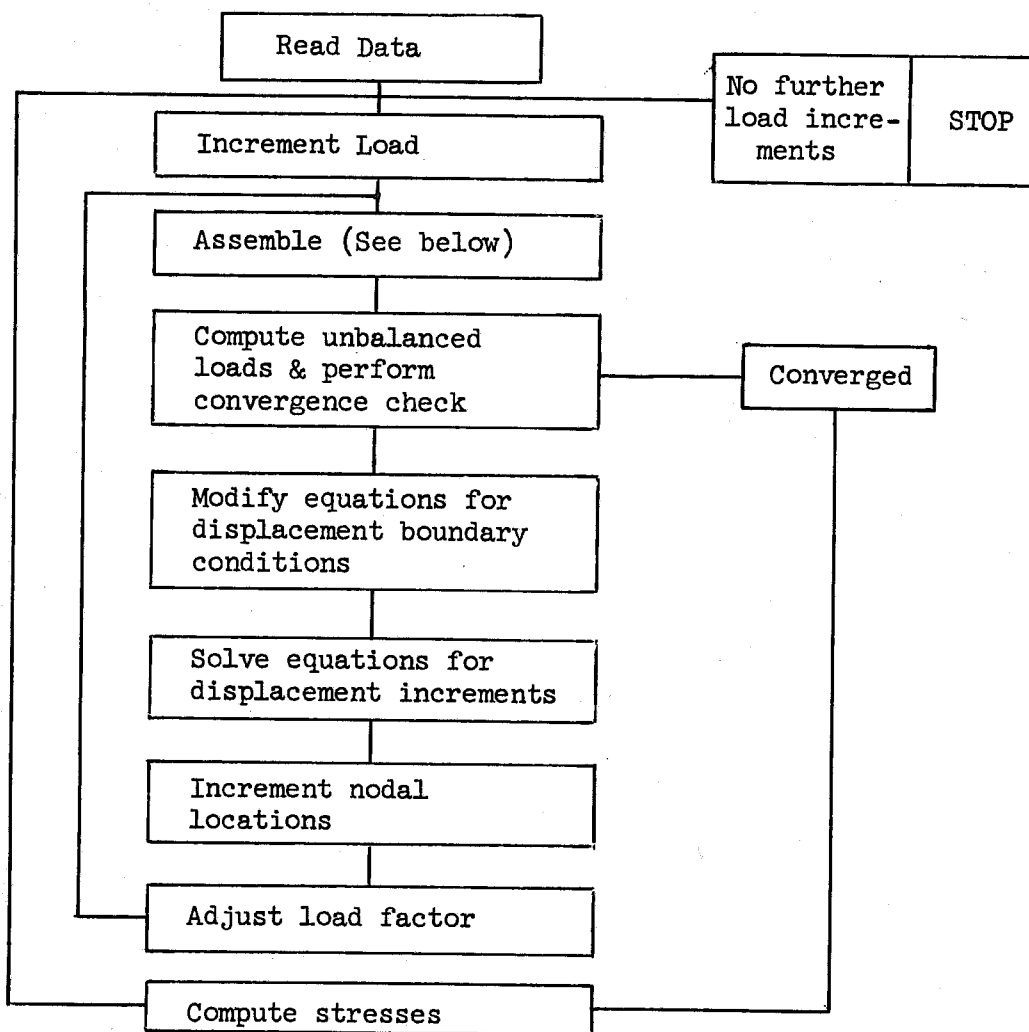 Read Data
No further
load incre-
ments
STOP
Increment Load
Assemble (See below)
Compute unbalanced
loads & perform
convergence check
Converged
Modify equations for
displacement boundary
conditions
Solve equations for
displacement increments
Increment nodal
locations
Adjust load factor
Compute stresses